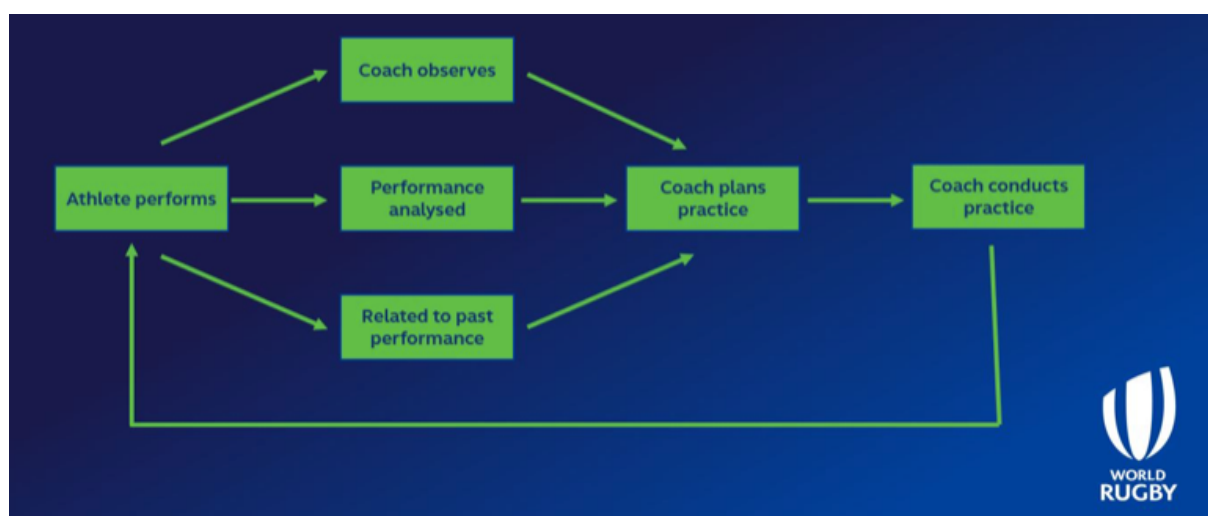 Coach observes
Athlete performs
Performance
analysed
Coach plans
practice
Coach conducts
practice
Related to past
performance
WORLD
RUGBY